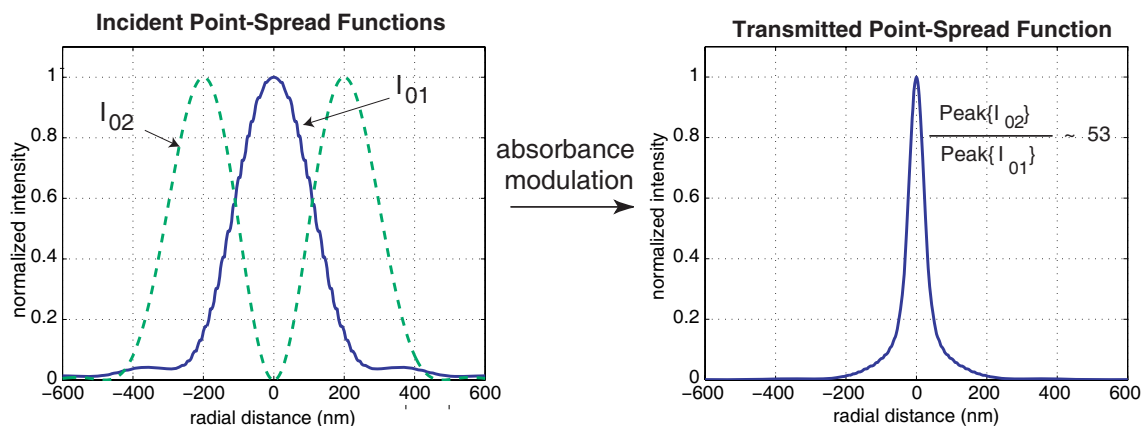 Incident Point-Spread Functions
1
0.8
0.6
0.4
0.2
0
normalized intensity
I02
I01
−600 −400 −200 0 200 400 600
radial distance (nm)
absorbance
modulation
Transmitted Point-Spread Function
1
0.8
0.6
0.4
0.2
0
normalized intensity
Peak{I02}
Peak{I01}
~ 53
−600 −400 −200 0 200 400 600
radial distance (nm)